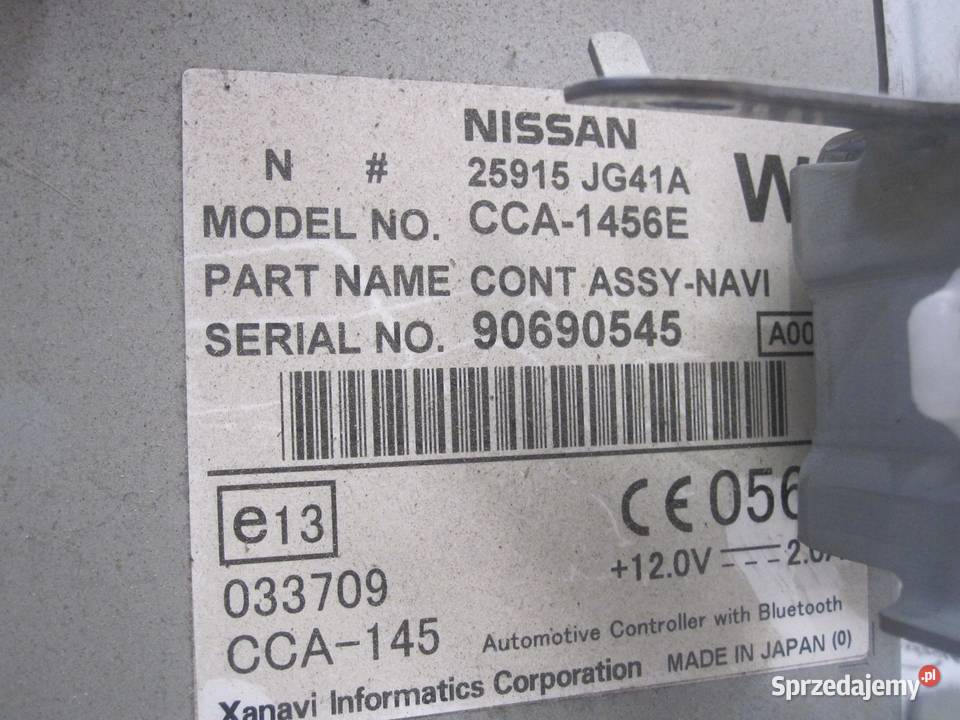 NISSAN
N # 25915 JG41A
MODEL NO. CCA-1456E
PART NAME CONT ASSY-NAVI
SERIAL NO. 90690545
e13
033709
+12.0V
CCA-145
Automotive Controller with Bluetooth
Xanavi Informatics Corporation MADE IN JAPAN (0)
Sprzedajemy.pl